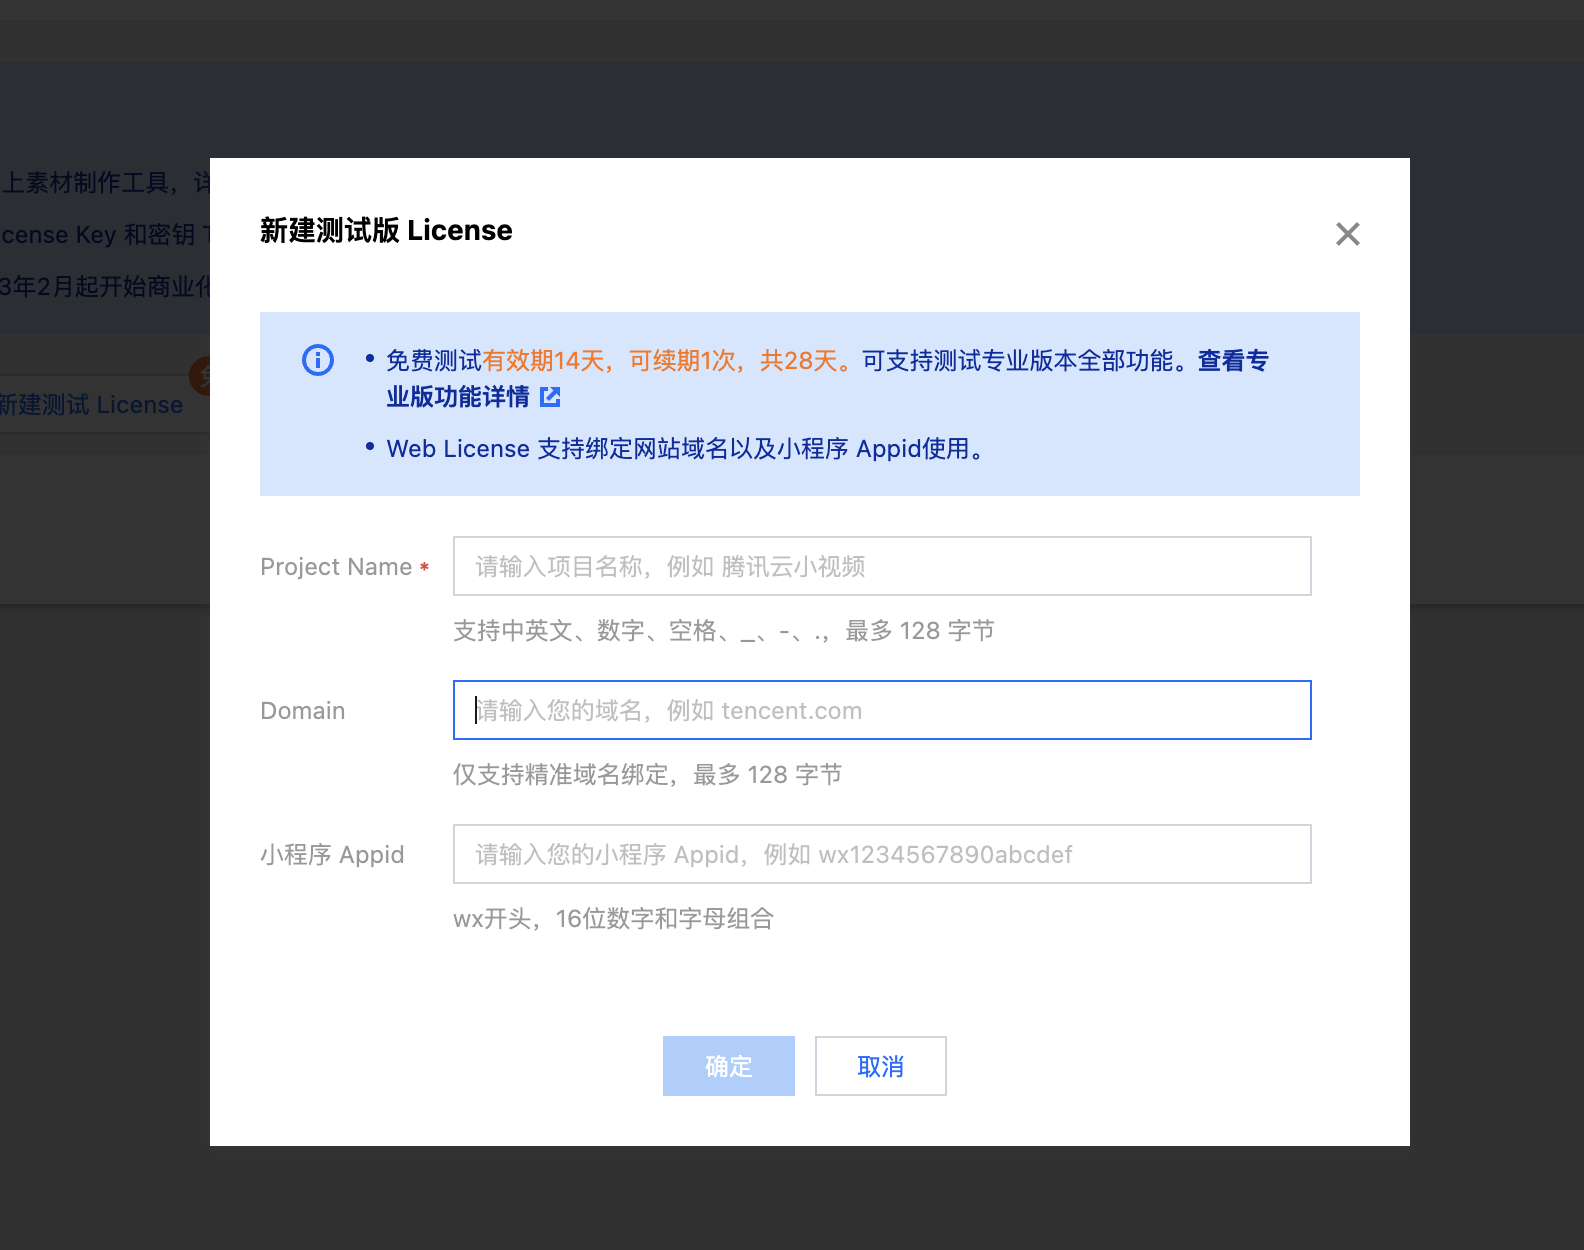 上素材制作工具，详
新建测试版 License
cense Key 和密钥
3年2月起开始商业化
免费测试有效期14天，可续期1次，共28天。可支持测试专业版本全部功能。查看专
业版功能详情
新建测试 License
Web License 支持绑定网站域名以及小程序 Appid使用。
Project Name *
请输入项目名称，例如 腾讯云小视频
支持中英文、数字、空格、_、-、.，最多 128 字节
Domain
请输入您的域名，例如 tencent.com
仅支持精准域名绑定，最多 128 字节
小程序 Appid
请输入您的小程序 Appid，例如 wx1234567890abcdef
wx开头，16位数字和字母组合
确定
取消